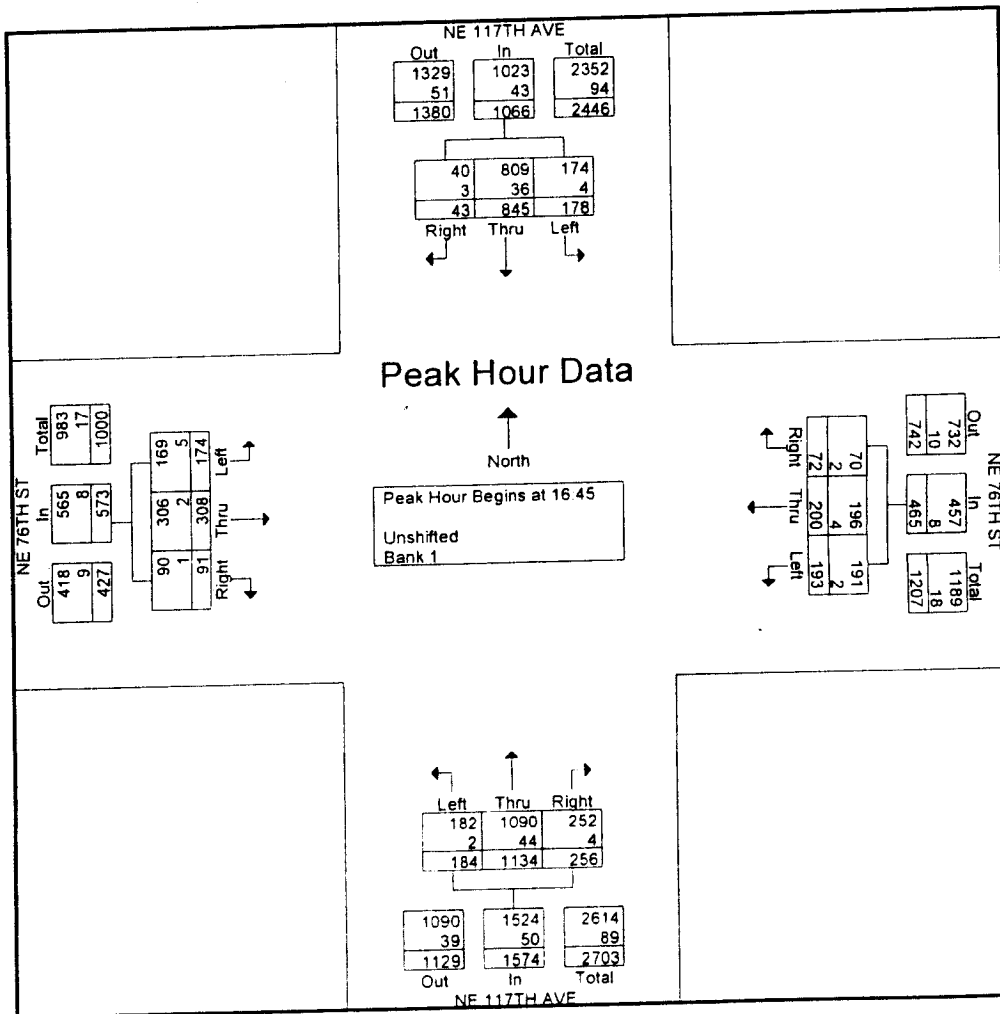 NE 117TH AVE
Out In Total
1329 1023 2352
51 43 94
1380 1066 2446
40 809 174
3 36 4
43 845 178
Right Thru Left
Peak Hour Data
North
Peak Hour Begins at 16:45
Unshifted
Bank 1
NE 76TH ST
Total
983
17
1000
In
565
8
573
Out
418
9
427
169 5 174
Left
306 2 308
Thru
90 1 91
Right
Right
70
2
72
Thru
196
4
200
Left
191
2
193
Out
732
10
742
In
457
8
465
Total
1189
18
1207
NE 76TH ST
Left Thru Right
182 1090 252
2 44 4
184 1134 256
1090 1524 2614
39 50 89
1129 1574 2703
Out In Total
NE 117TH AVE